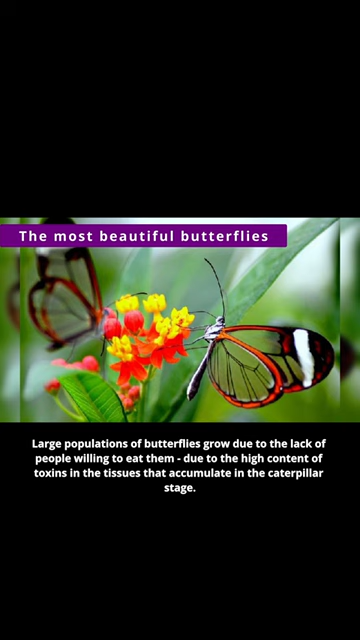 The most beautiful butterflies
Large populations of butterflies grow due to the lack of
people willing to eat them - due to the high content of
toxins in the tissues that accumulate in the caterpillar
stage.